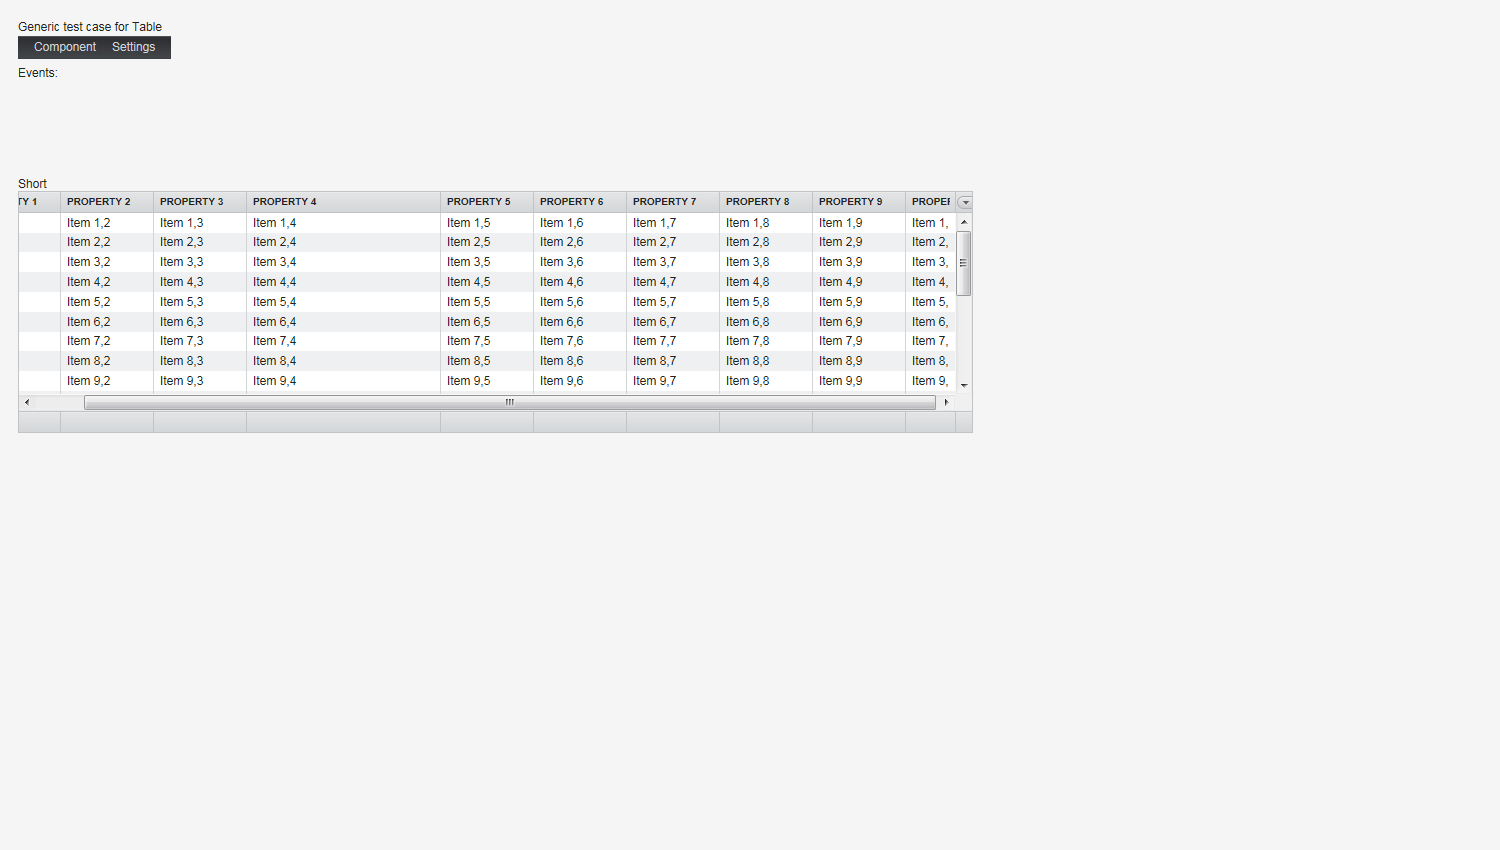 Generic test case for Table
Component Settings
Events:
Short
TY 1 PROPERTY 2 PROPERTY 3 PROPERTY 4 PROPERTY 5 PROPERTY 6 PROPERTY 7 PROPERTY 8 PROPERTY 9 PROPE
Item 1,2 Item 1,3 Item 1,4 Item 1,5 Item 1,6 Item 1,7 Item 1,8 Item 1,9 Item 1,
Item 2,2 Item 2,3 Item 2,4 Item 2,5 Item 2,6 Item 2,7 Item 2,8 Item 2,9 Item 2,
Item 3,2 Item 3,3 Item 3,4 Item 3,5 Item 3,6 Item 3,7 Item 3,8 Item 3,9 Item 3,
Item 4,2 Item 4,3 Item 4,4 Item 4,5 Item 4,6 Item 4,7 Item 4,8 Item 4,9 Item 4,
Item 5,2 Item 5,3 Item 5,4 Item 5,5 Item 5,6 Item 5,7 Item 5,8 Item 5,9 Item 5,
Item 6,2 Item 6,3 Item 6,4 Item 6,5 Item 6,6 Item 6,7 Item 6,8 Item 6,9 Item 6,
Item 7,2 Item 7,3 Item 7,4 Item 7,5 Item 7,6 Item 7,7 Item 7,8 Item 7,9 Item 7,
Item 8,2 Item 8,3 Item 8,4 Item 8,5 Item 8,6 Item 8,7 Item 8,8 Item 8,9 Item 8,
Item 9,2 Item 9,3 Item 9,4 Item 9,5 Item 9,6 Item 9,7 Item 9,8 Item 9,9 Item 9,